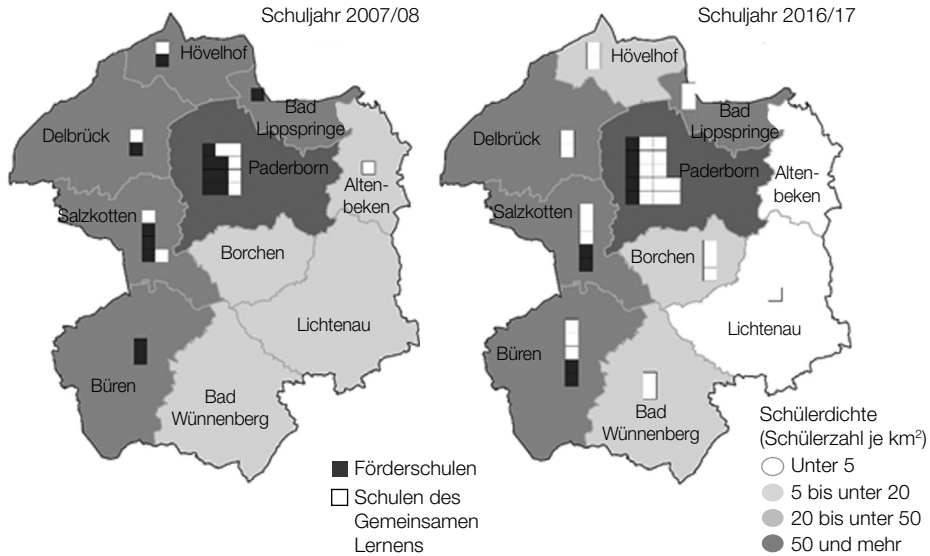 Schuljahr 2007/08
Hövelhof
Bad
Lippspringe
Delbrück
Paderborn
Alten-
beken
Salzkotten
Borchen
Lichtenau
Büren
Bad
Wünnenberg
Förderschulen
Schulen des
Gemeinsamen
Lernens
Schuljahr 2016/17
Hövelhof
Bad
Lippspringe
Delbrück
Paderborn
Alten-
beken
Salzkotten
Borchen
Lichtenau
Büren
Bad
Wünnenberg
Schülerdichte
(Schülerzahl je km²)
Unter 5
5 bis unter 20
20 bis unter 50
50 und mehr